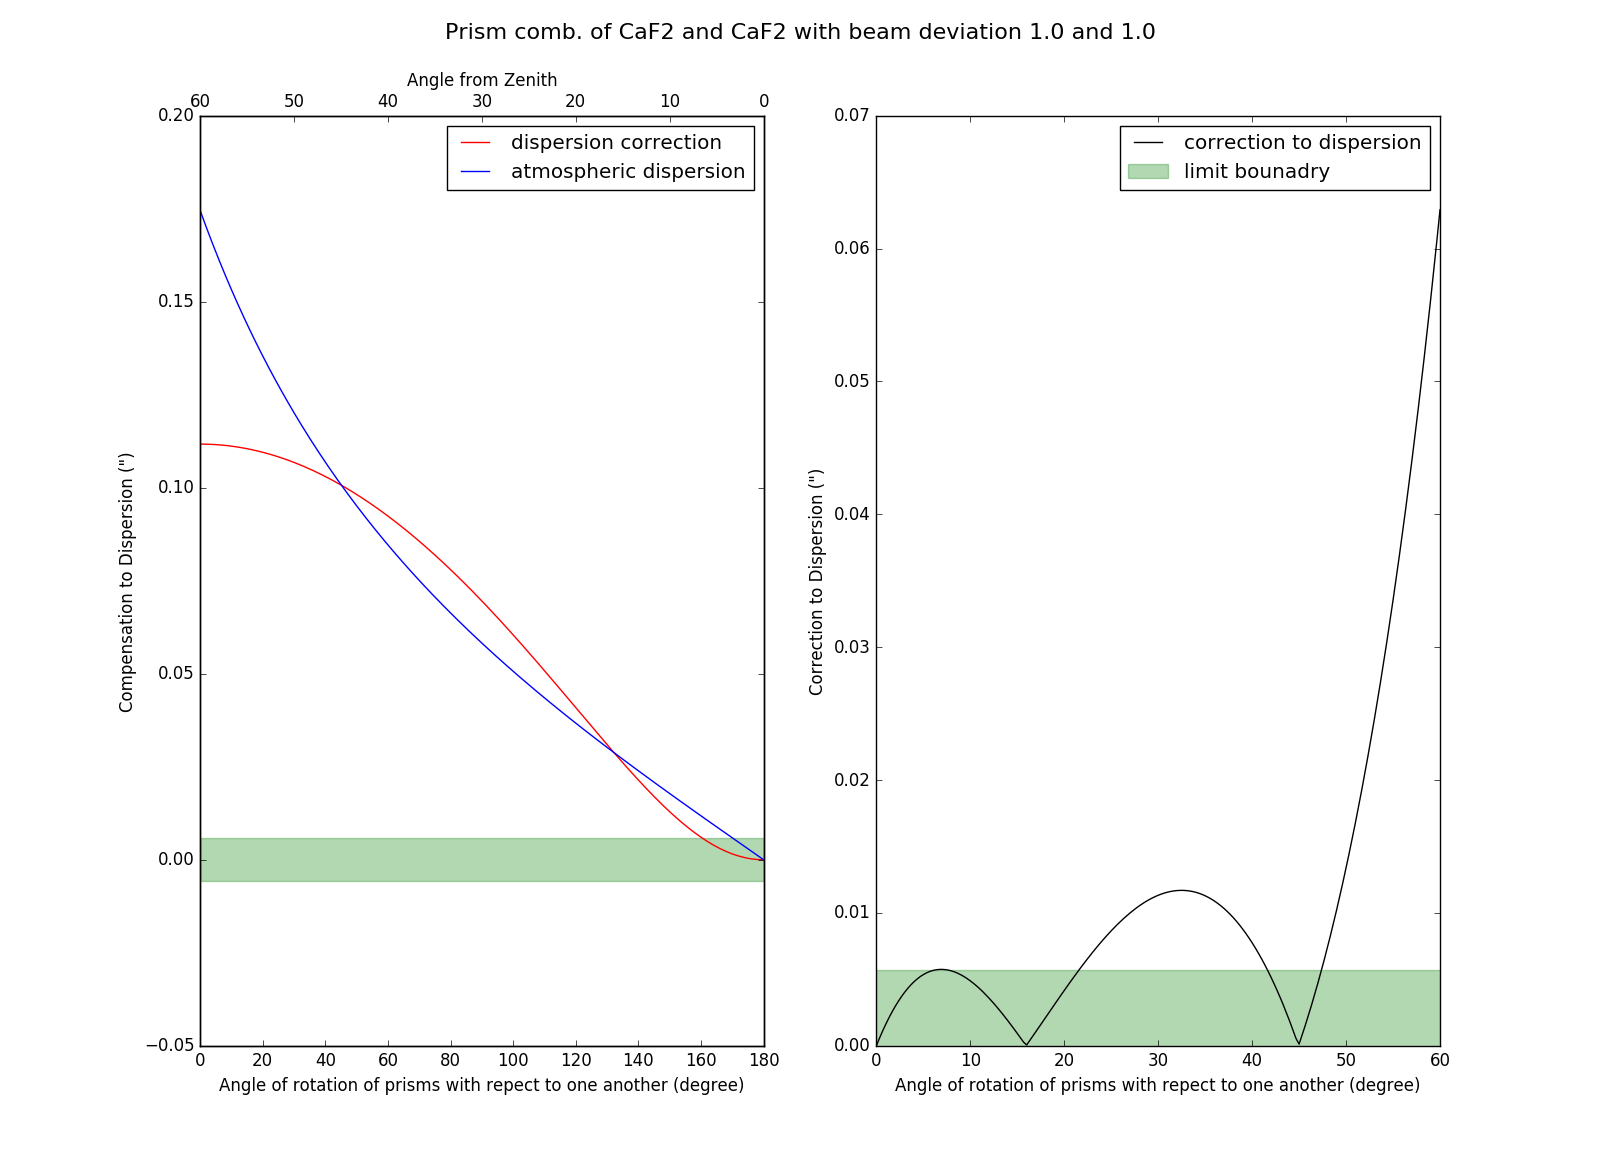 Prism comb. of CaF2 and CaF2 with beam deviation 1.0 and 1.0
Angle from Zenith
60 50 40 30 20 10 0
dispersion correction
atmospheric dispersion
0.20
0.15
0.10
0.05
0.00
−0.05
Compensation to Dispersion (")
0 20 40 60 80 100 120 140 160 180
Angle of rotation of prisms with repect to one another (degree)
correction to dispersion
limit bounadry
0.07
0.06
0.05
0.04
0.03
0.02
0.01
0.00
Correction to Dispersion (")
0 10 20 30 40 50 60
Angle of rotation of prisms with repect to one another (degree)